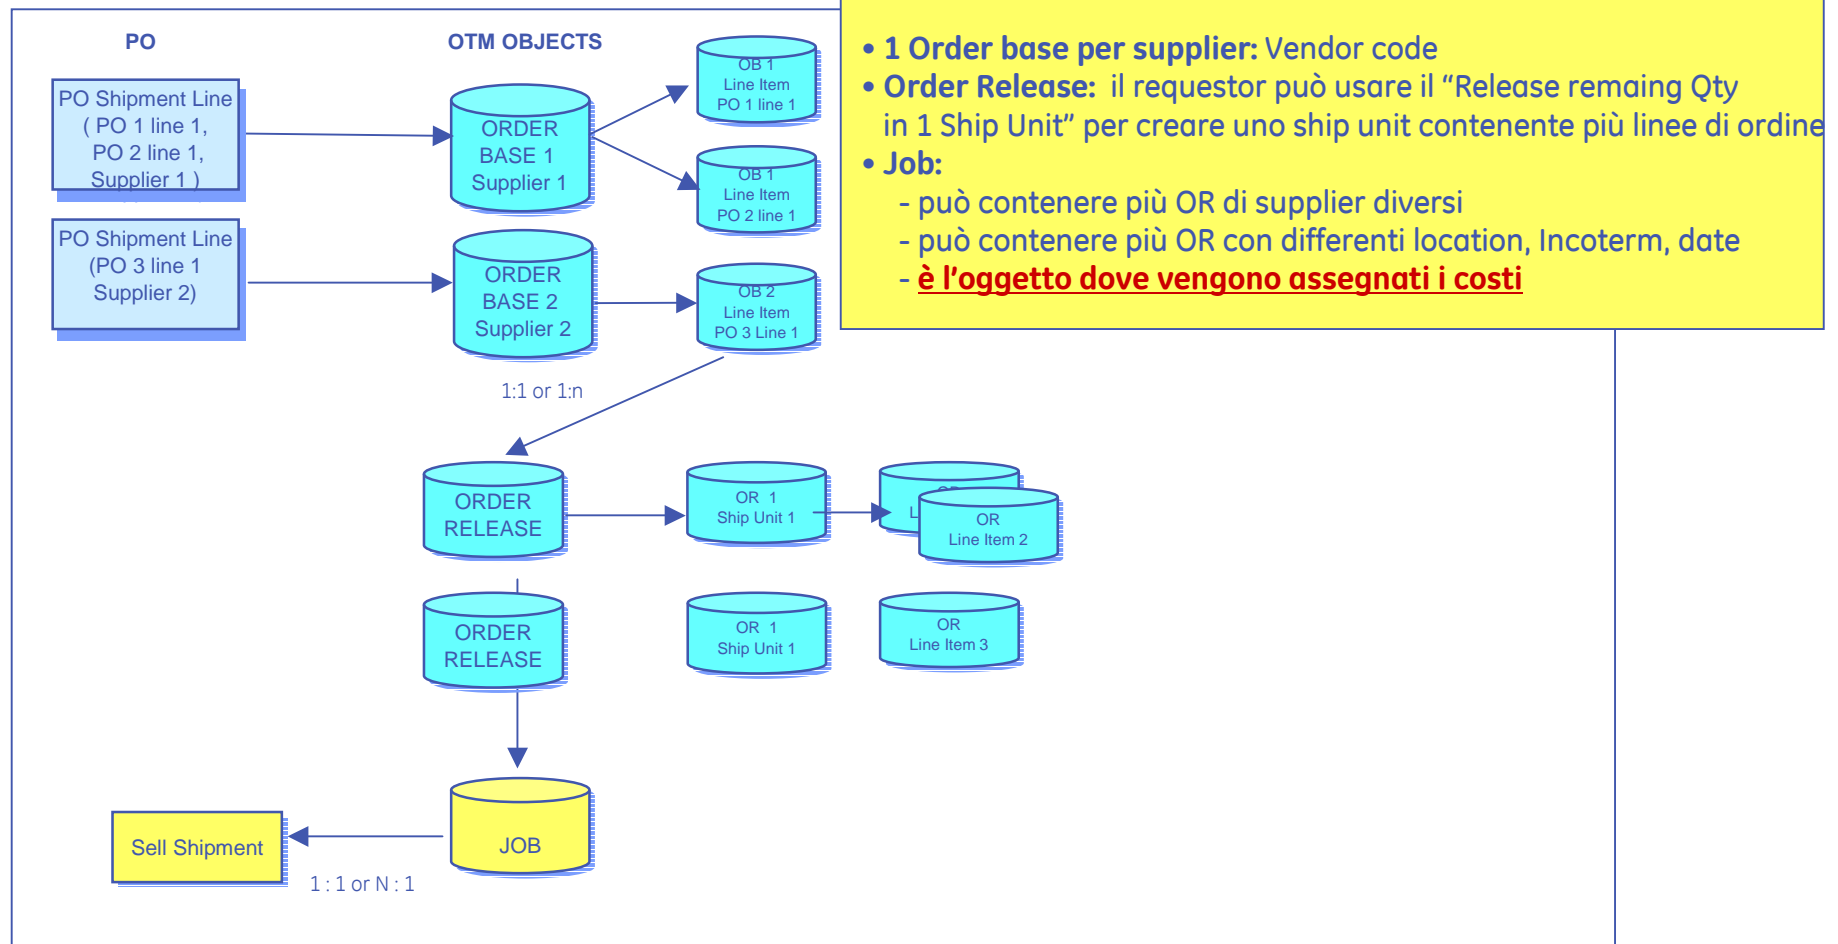 PO
OTM OBJECTS
PO Shipment Line
( PO 1 line 1,
PO 2 line 1,
Supplier 1 )
ORDER
BASE 1
Supplier 1
OB 1
Line Item
PO 1 line 1
OB 1
Line Item
PO 2 line 1
PO Shipment Line
(PO 3 line 1
Supplier 2)
ORDER
BASE 2
Supplier 2
OB 2
Line Item
PO 3 Line 1
• 1 Order base per supplier: Vendor code
• Order Release: il requestor può usare il “Release remaing Qty
in 1 Ship Unit” per creare uno ship unit contenente più linee di ordine
• Job:
- può contenere più OR di supplier diversi
- può contenere più OR con differenti location, Incoterm, date
- è l’oggetto dove vengono assegnati i costi
1:1 or 1:n
ORDER
RELEASE
OR 1
Ship Unit 1
OR
Line Item 2
ORDER
RELEASE
OR 1
Ship Unit 1
OR
Line Item 3
JOB
Sell Shipment
1 : 1 or N : 1